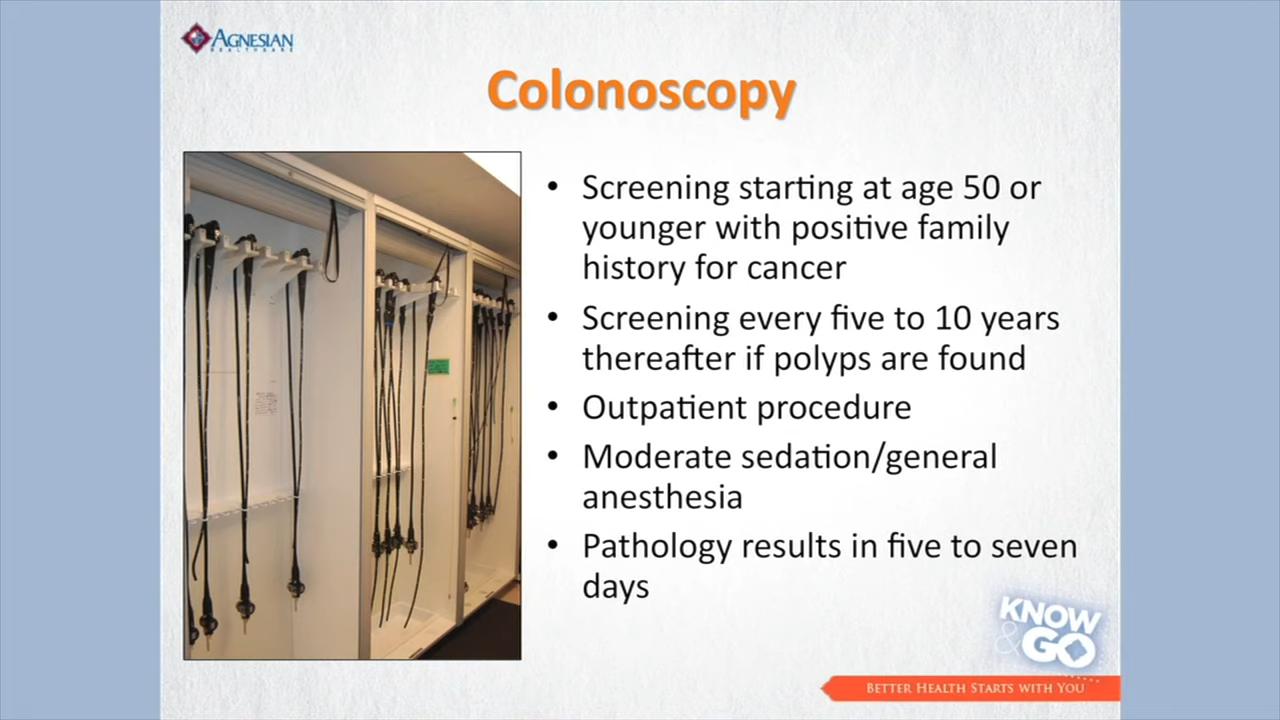 AGNESIAN
HEALTHCARE
Colonoscopy
• Screening starting at age 50 or
younger with positive family
history for cancer
• Screening every five to 10 years
thereafter if polyps are found
• Outpatient procedure
• Moderate sedation/general
anesthesia
• Pathology results in five to seven
days
KNOW
& GO
BETTER HEALTH STARTS WITH YOU